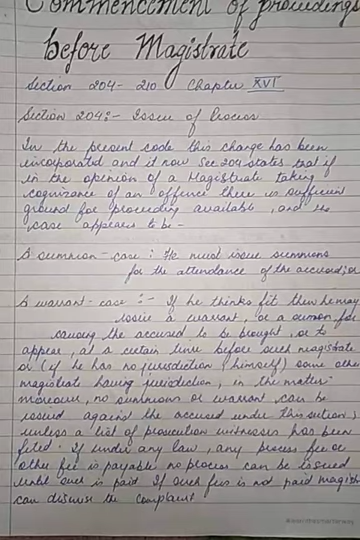 Commencement of proceedings
before Magistrate
Section 204 - 210 Chapter XVI
Section 204:- Issue of Process
In the present code this change has been
incorporated and it now Sec 204 states that if
in the openion of a Magistrate taking
cognizance of an offence there is sufficient
ground for proceeding available, and the
case appears to be -
A summon - case : He must issue summons
for the attendance of the accused; or
A warrant - case :- If he thinks fit then he may
issue a warrant, or a summon, for
causing the accused to be brought, or to
appear, at a certain time before such magistrate
or (if he has no jurisdiction himself) some other
magistrate having jurisdiction, in the matter.
moreover, no summons or warrant can be
issued against the accused under this section,
unless a list of prosecution witnesses has been
filed. if under any law, any process fee or
other fee is payable no process can be issued
until such is paid If such fees is not paid magist
can dismiss the complaint